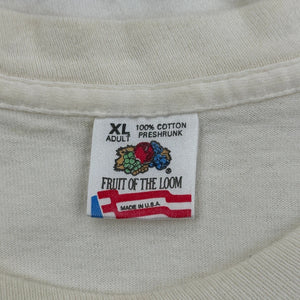 XL 100% COTTON
ADULT PRESHRUNK
®
FRUIT OF THE LOOM
MADE IN U.S.A.